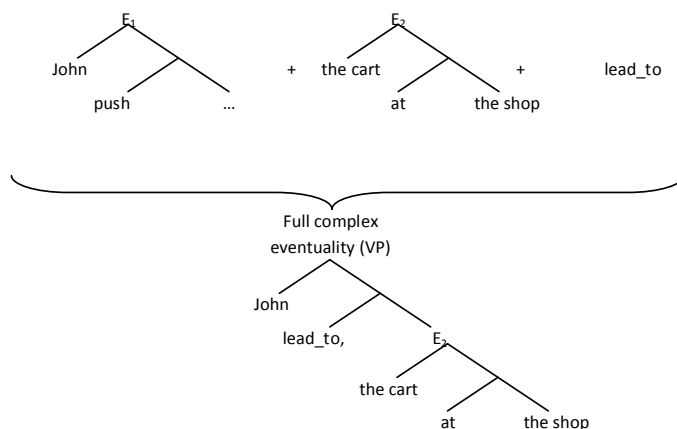 E₁
E₂
John
+
the cart
+
lead_to
push
...
at
the shop
Full complex
eventuality (VP)
John
lead_to,
E₂
the cart
at
the shop